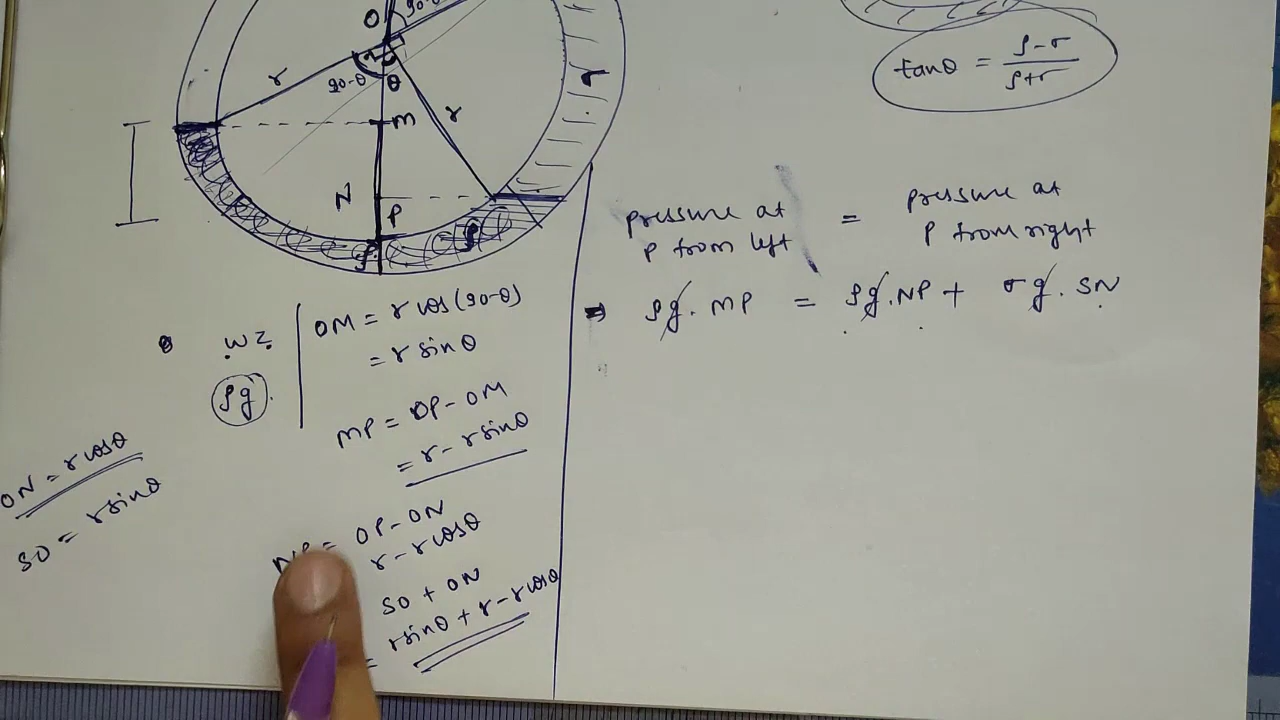 O
90-θ
r
90-θ
θ
M
r
σ
N
P
ρ
ρ
tanθ = ρ-σ / ρ+σ
pressure at P from left = pressure at P from right
⇒ ρg. MP = ρg.NP + σg. SN
w?
ρg.
OM = r cos(90-θ)
= r sinθ
MP = OP - OM
= r - r sinθ
ON = r cosθ
SO = r sinθ
= OP - ON
r - r cosθ
SO + ON
= r sinθ + r - r cosθ